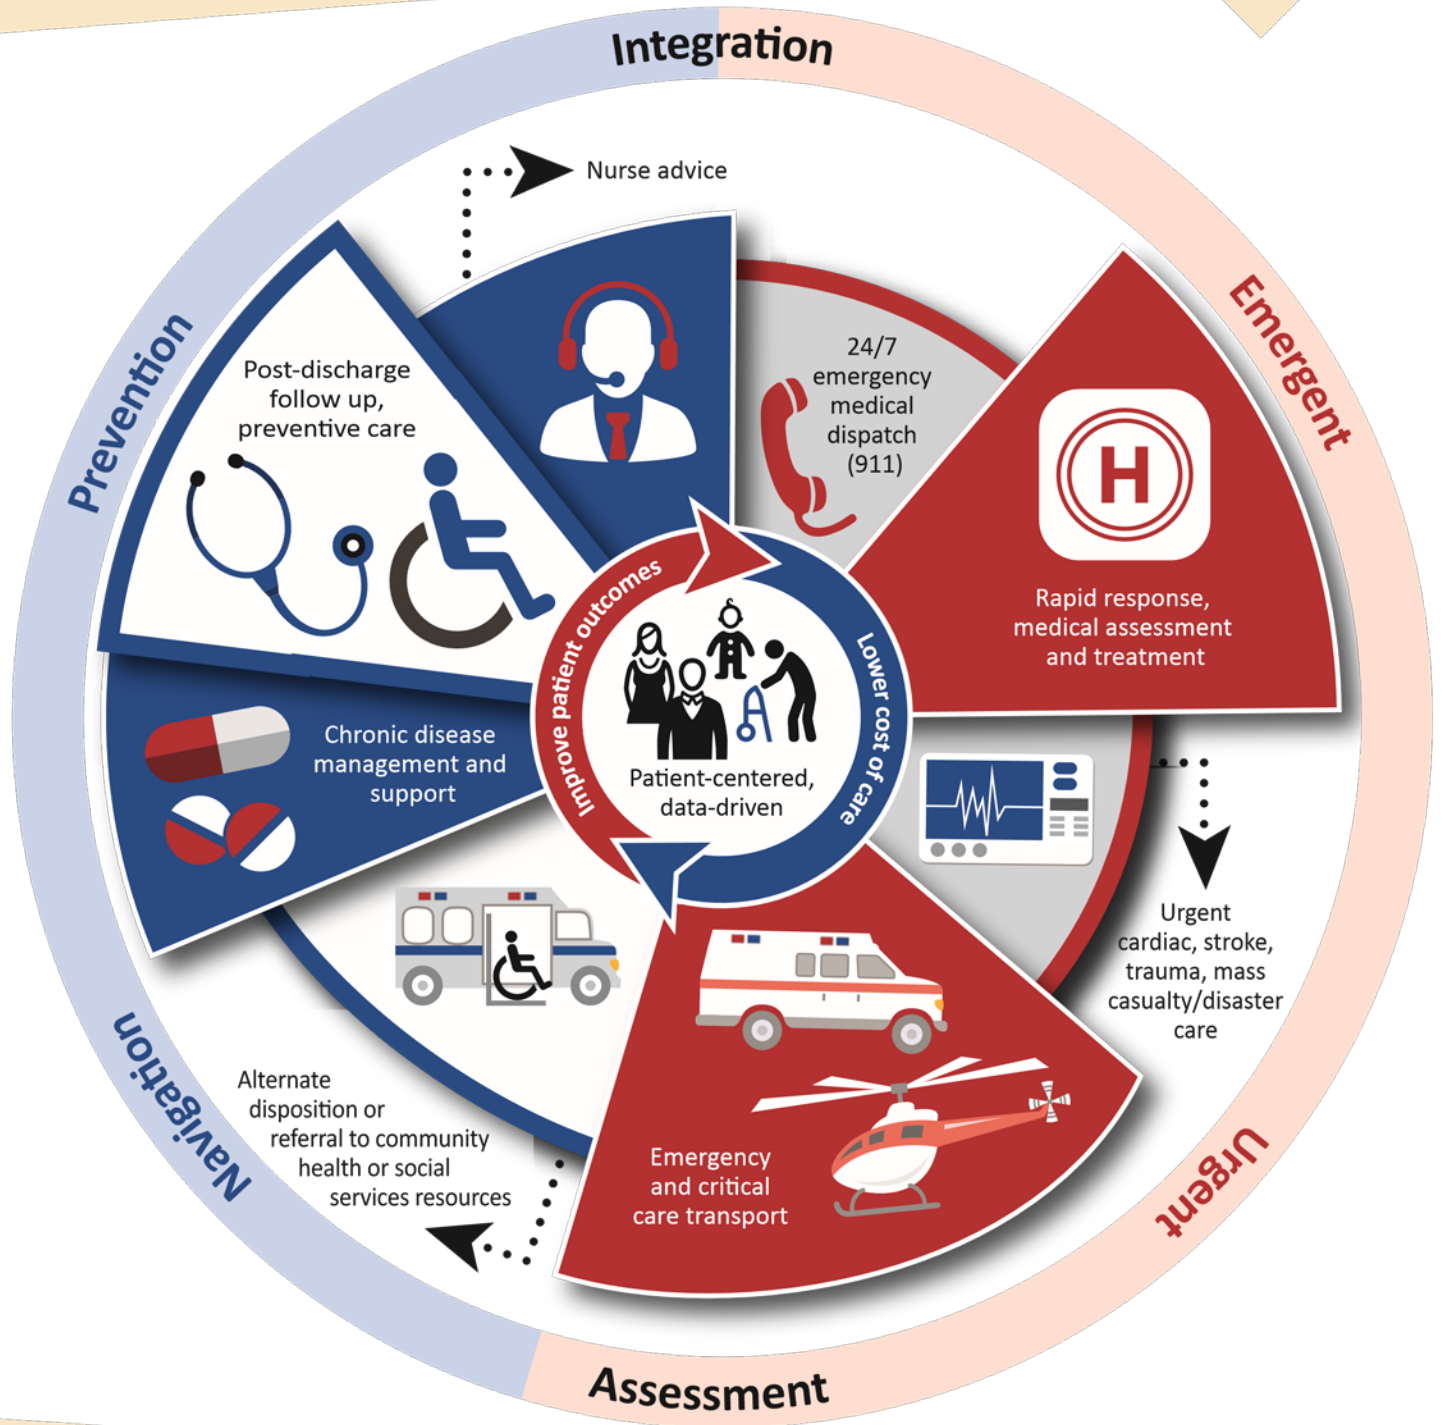 Integration
Nurse advice
Emergent
24/7
emergency
medical
dispatch
(911)
H
Rapid response,
medical assessment
and treatment
Urgent
cardiac, stroke,
trauma, mass
casualty/disaster
care
Urgent
Emergency
and critical
care transport
Assessment
Alternate
disposition or
referral to community
health or social
services resources
Navigation
Chronic disease
management and
support
Prevention
Post-discharge
follow up,
preventive care
Improve patient outcomes
Lower cost of care
Patient-centered,
data-driven